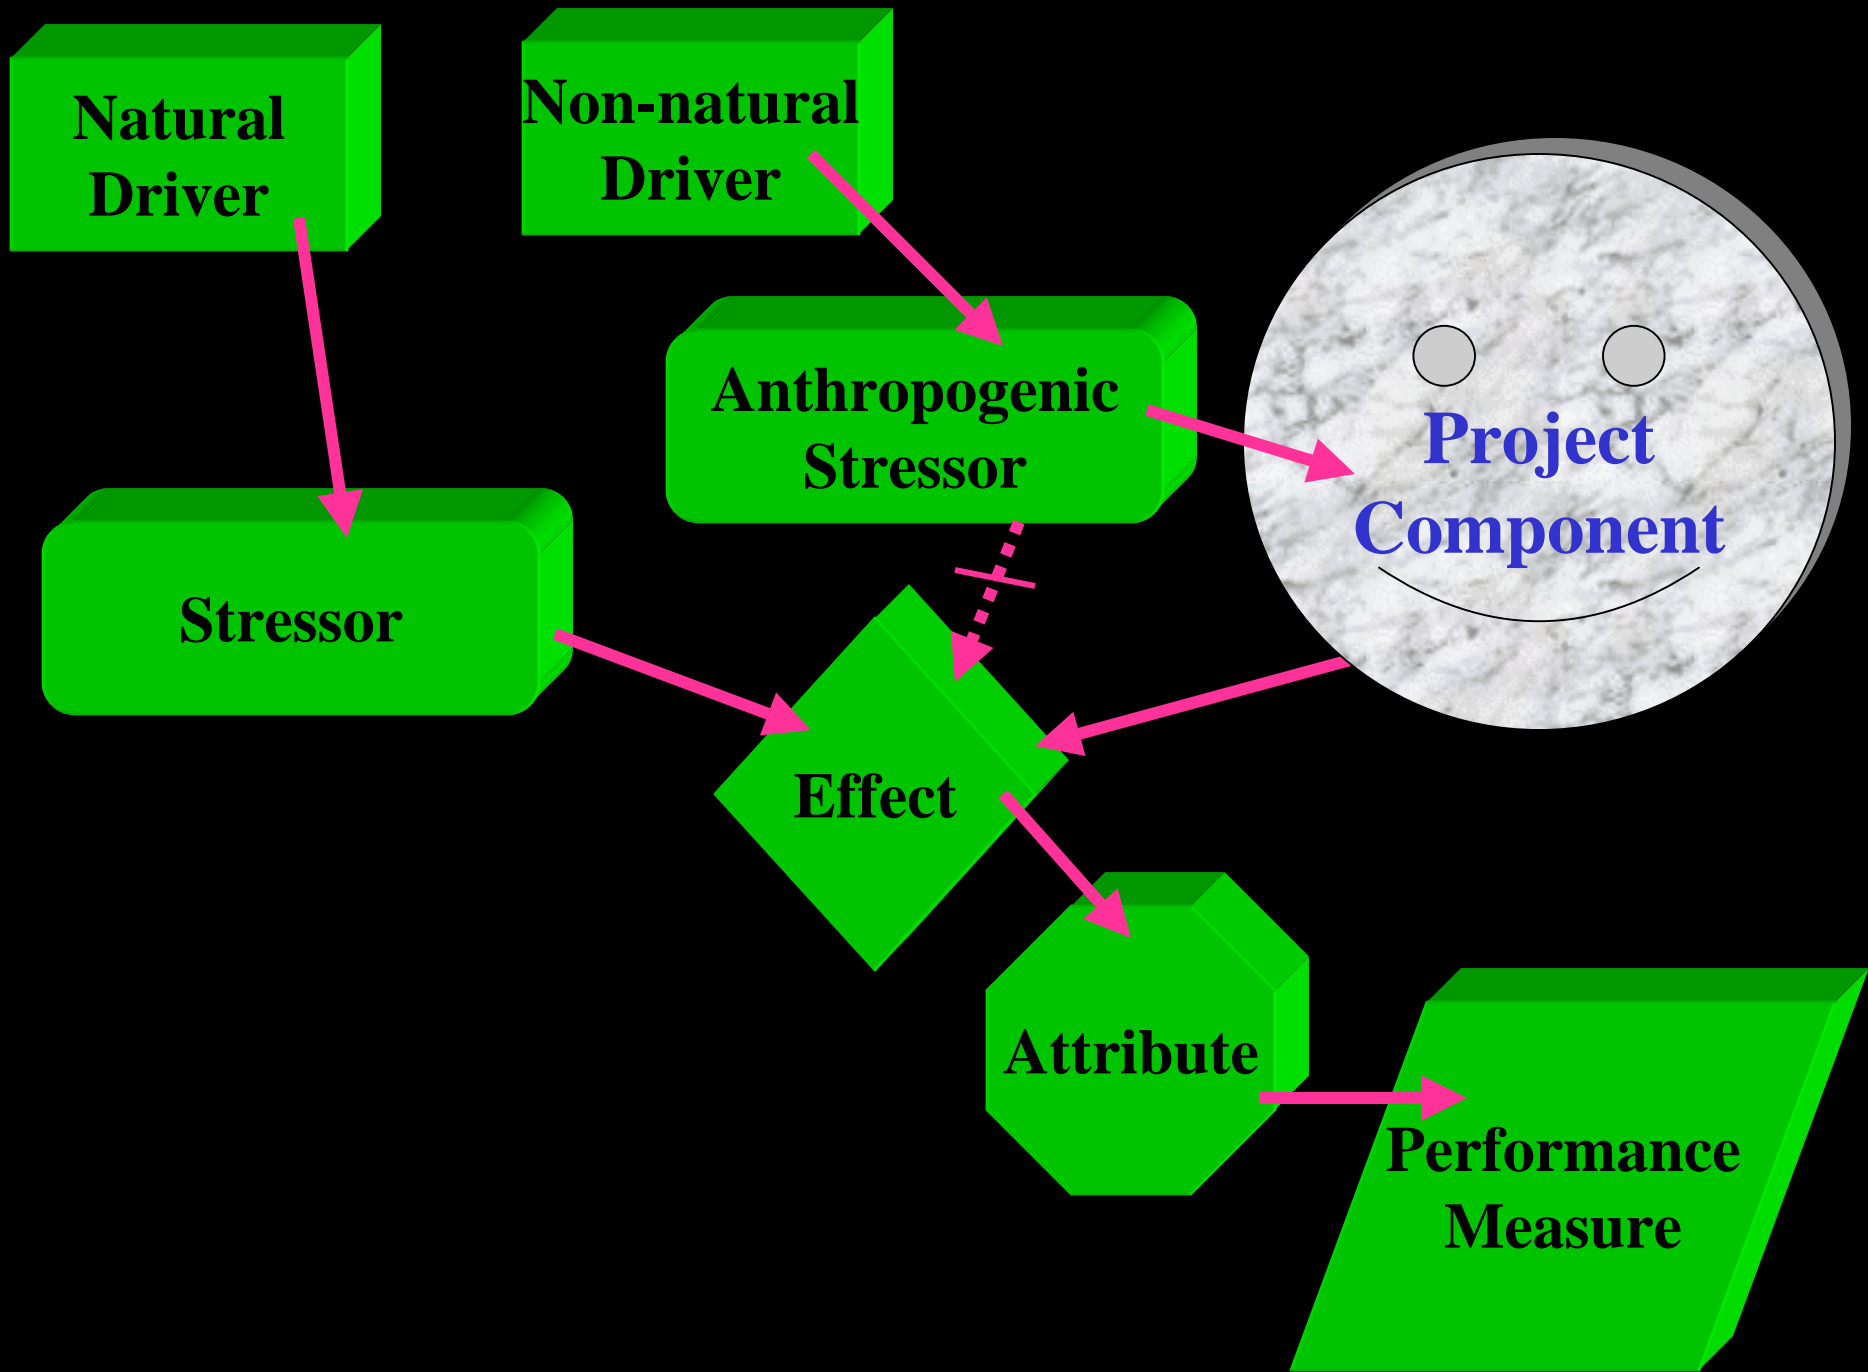 Natural
Driver
Non-natural
Driver
Anthropogenic
Stressor
Project
Component
Stressor
Effect
Attribute
Performance
Measure